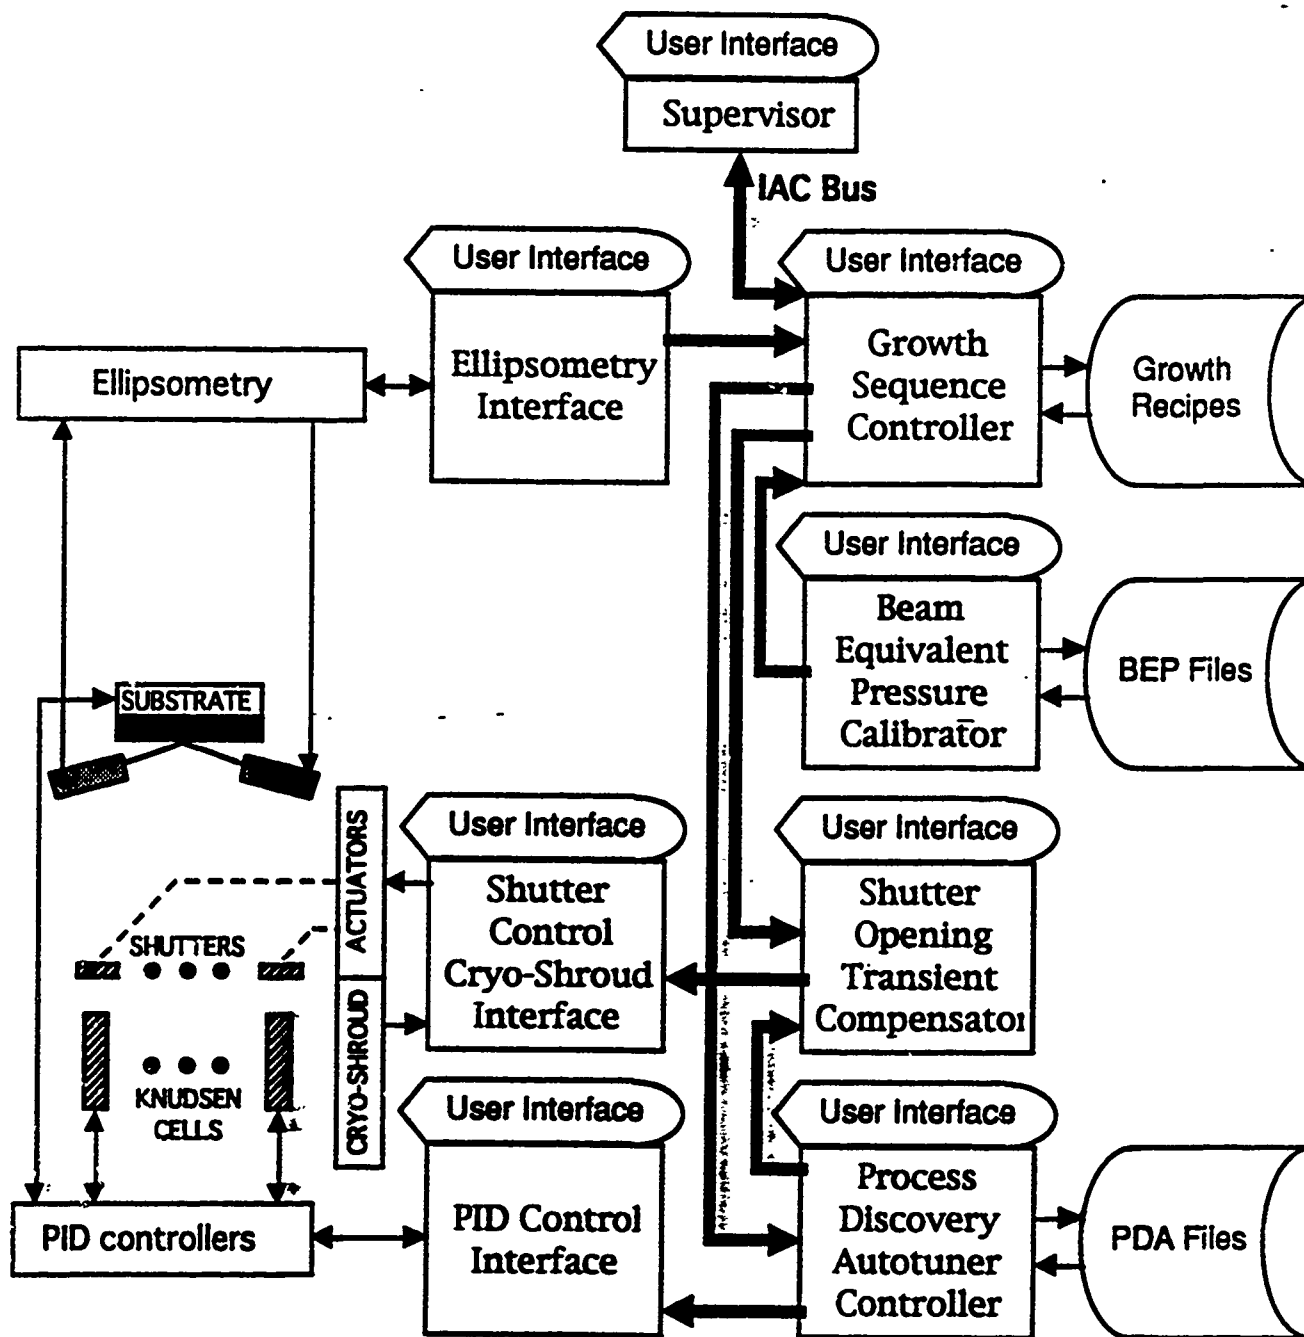 User Interface
Supervisor
IAC Bus
User Interface
Ellipsometry
Interface
User Interface
Growth
Sequence
Controller
Growth
Recipes
Ellipsometry
User Interface
Beam
Equivalent
Pressure
Calibrator
BEP Files
SUBSTRATE
ACTUATORS
CRYO-SHROUD
User Interface
Shutter
Control
Cryo-Shroud
Interface
User Interface
Shutter
Opening
Transient
Compensator
SHUTTERS
KNUDSEN
CELLS
PID controllers
User Interface
PID Control
Interface
User Interface
Process
Discovery
Autotuner
Controller
PDA Files